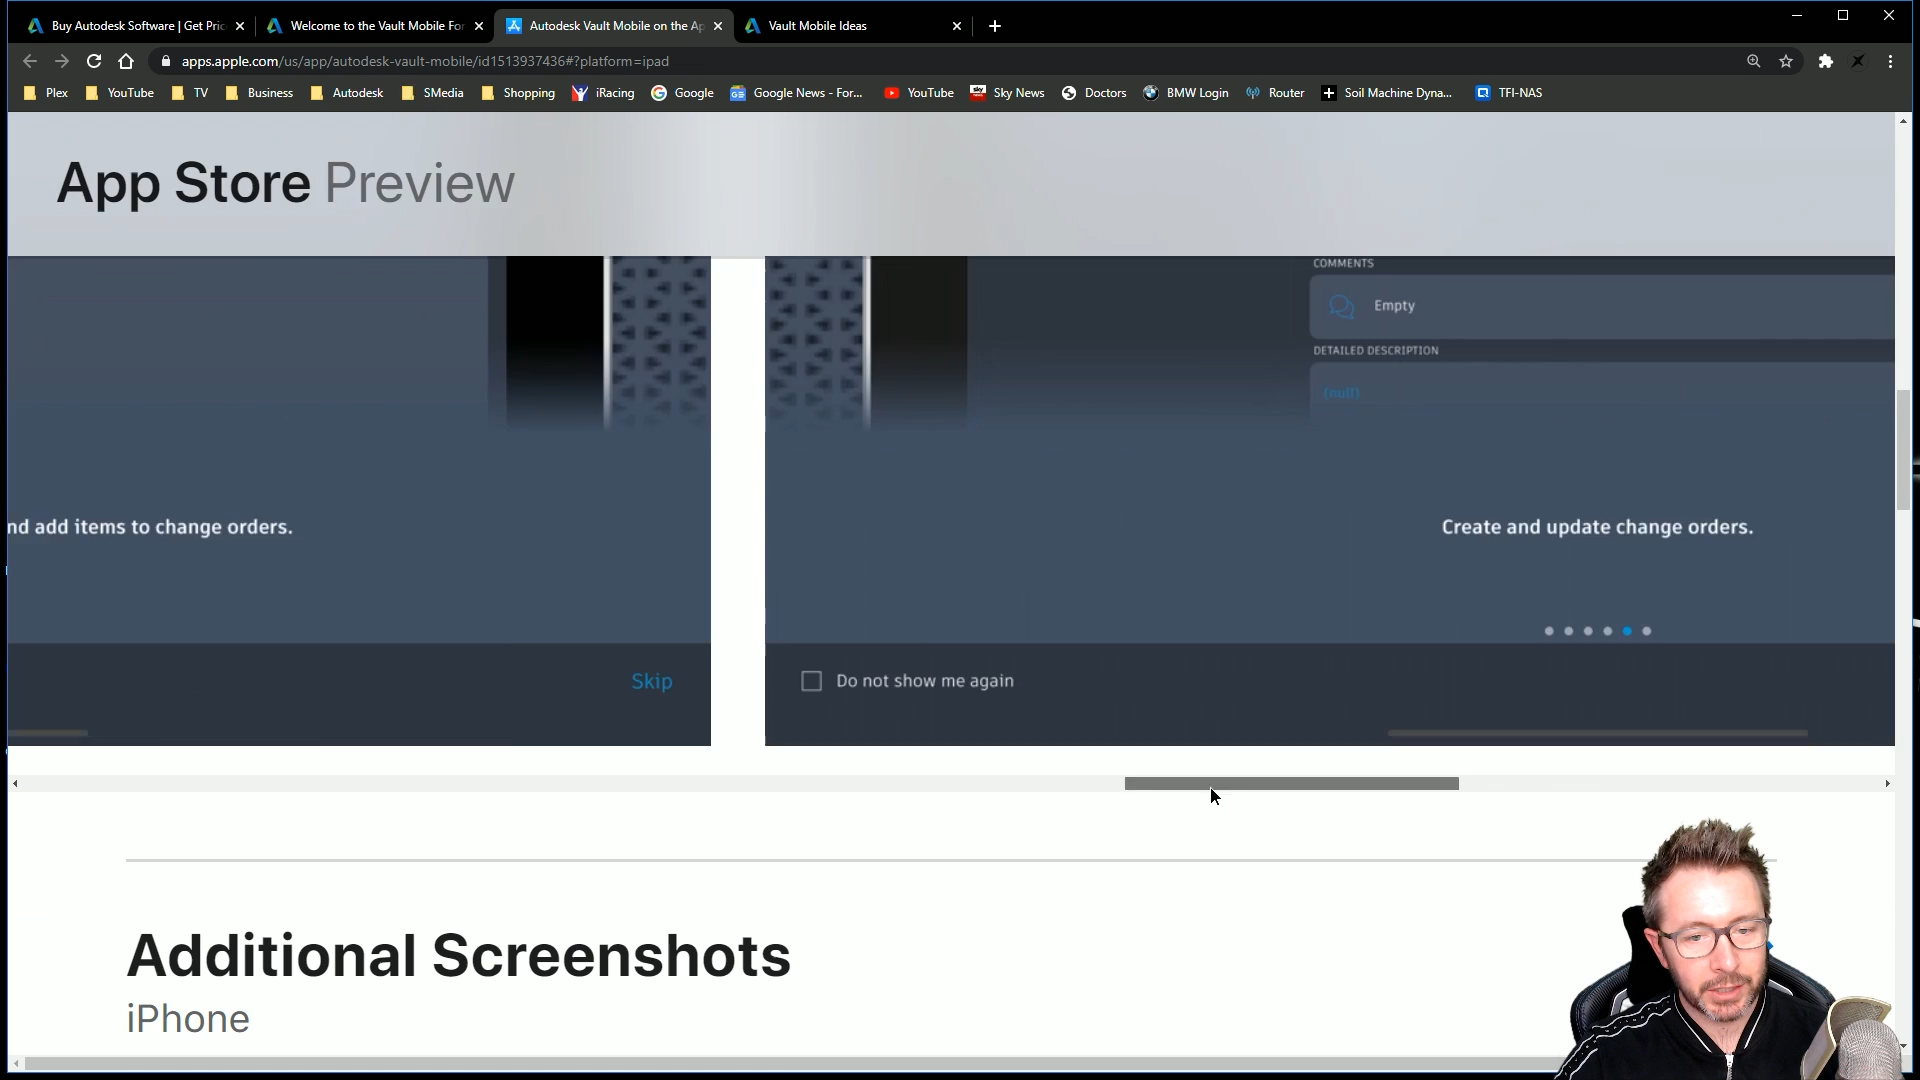 Buy Autodesk Software | Get Pric
Welcome to the Vault Mobile For
Autodesk Vault Mobile on the Ap
Vault Mobile Ideas
apps.apple.com/us/app/autodesk-vault-mobile/id1513937436#?platform=ipad
Plex YouTube TV Business Autodesk SMedia Shopping iRacing Google Google News - For... YouTube Sky News Doctors BMW Login Router Soil Machine Dyna... TFI-NAS
App Store Preview
COMMENTS
Empty
DETAILED DESCRIPTION
(null)
nd add items to change orders.
Create and update change orders.
Skip
Do not show me again
Additional Screenshots
iPhone